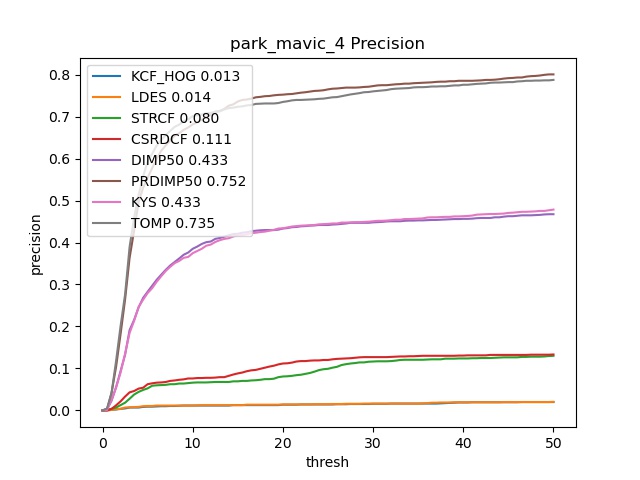 park_mavic_4 Precision
KCF_HOG 0.013
LDES 0.014
STRCF 0.080
CSRDCF 0.111
DIMP50 0.433
PRDIMP50 0.752
KYS 0.433
TOMP 0.735
precision
0.8
0.7
0.6
0.5
0.4
0.3
0.2
0.1
0.0
0 10 20 30 40 50
thresh